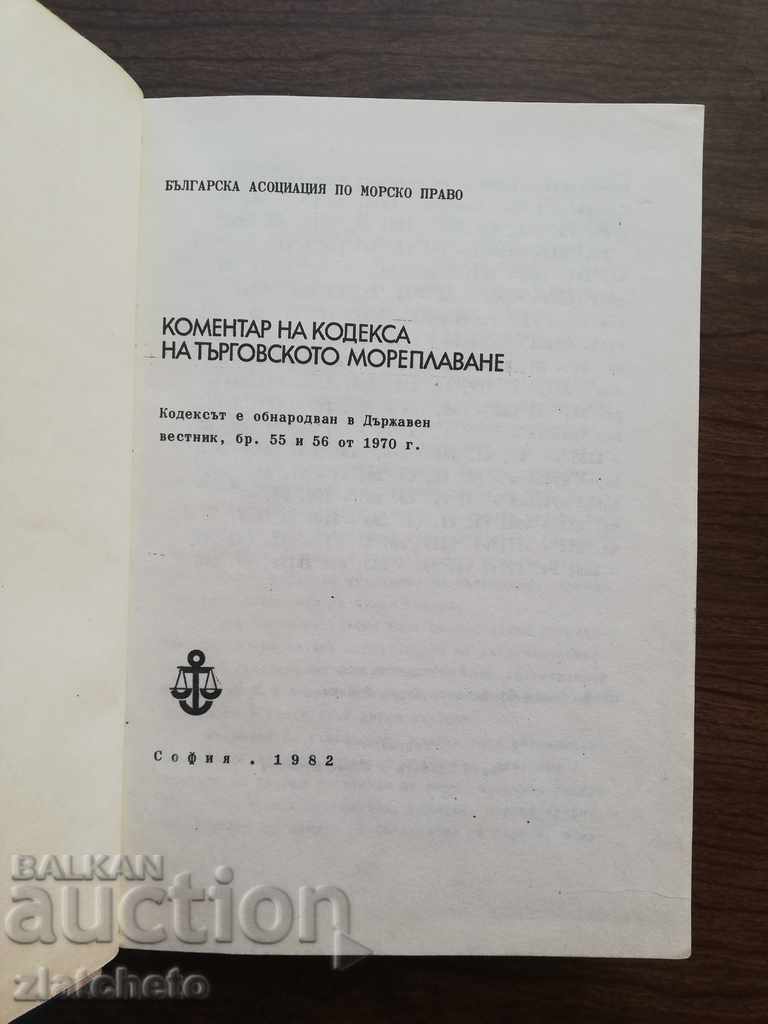 БЪЛГАРСКА АСОЦИАЦИЯ ПО МОРСКО ПРАВО
КОМЕНТАР НА КОДЕКСА
НА ТЪРГОВСКОТО МОРЕПЛАВАНЕ
Кодексът е обнародван в Държавен
вестник, бр. 55 и 56 от 1970 г.
София . 1982
BALKAN
auction
zlatcheto